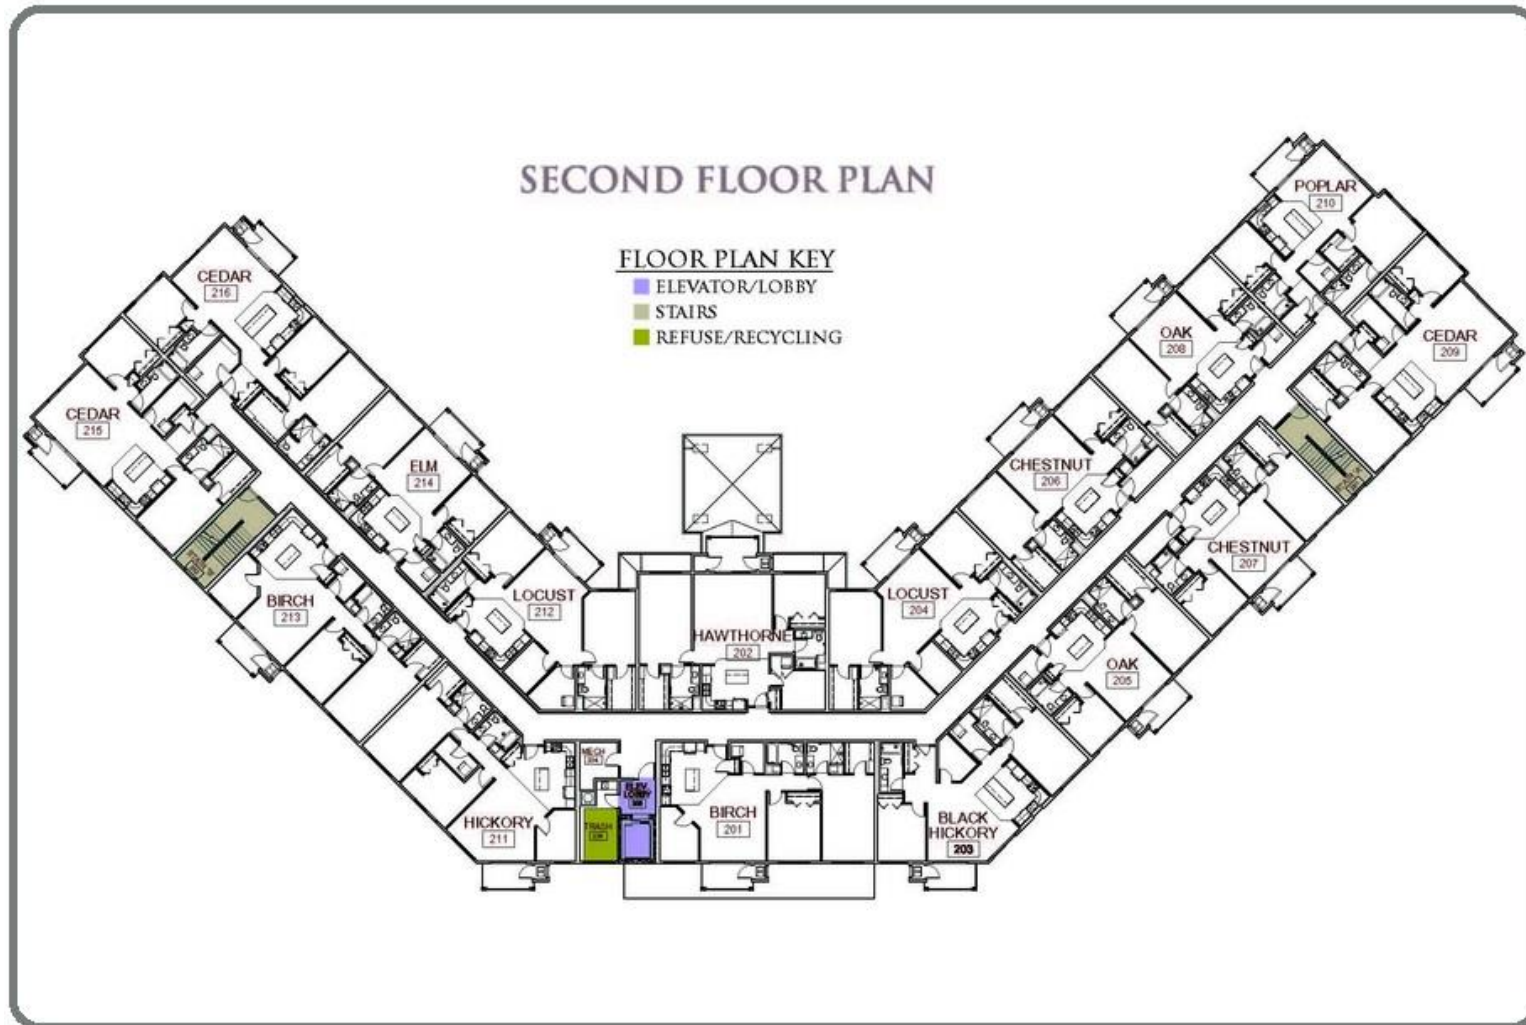 SECOND FLOOR PLAN
FLOOR PLAN KEY
ELEVATOR/LOBBY
STAIRS
REFUSE/RECYCLING
POPLAR
210
CEDAR
216
OAK
208
CEDAR
209
CEDAR
215
ELM
214
CHESTNUT
206
CHESTNUT
207
BIRCH
213
LOCUST
212
LOCUST
204
HAWTHORNE
202
OAK
205
MECH
ELEV
LOBBY
TRASH
HICKORY
211
BIRCH
201
BLACK
HICKORY
203